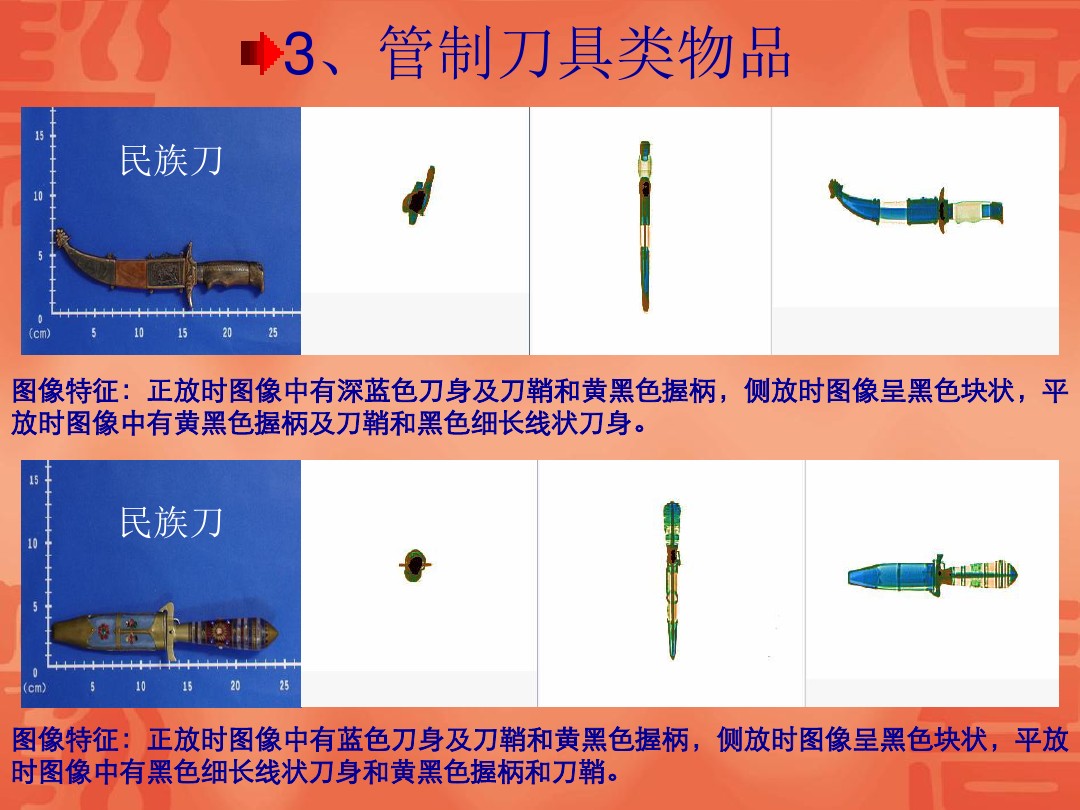 3、管制刀具类物品
15
民族刀
10
5
0
(cm) 5 10 15 20 25
图像特征：正放时图像中有深蓝色刀身及刀鞘和黄黑色握柄，侧放时图像呈黑色块状，平
放时图像中有黄黑色握柄及刀鞘和黑色细长线状刀身。
15
民族刀
10
5
0
(cm) 5 10 15 20 25
图像特征：正放时图像中有蓝色刀身及刀鞘和黄黑色握柄，侧放时图像呈黑色块状，平放
时图像中有黑色细长线状刀身和黄黑色握柄和刀鞘。